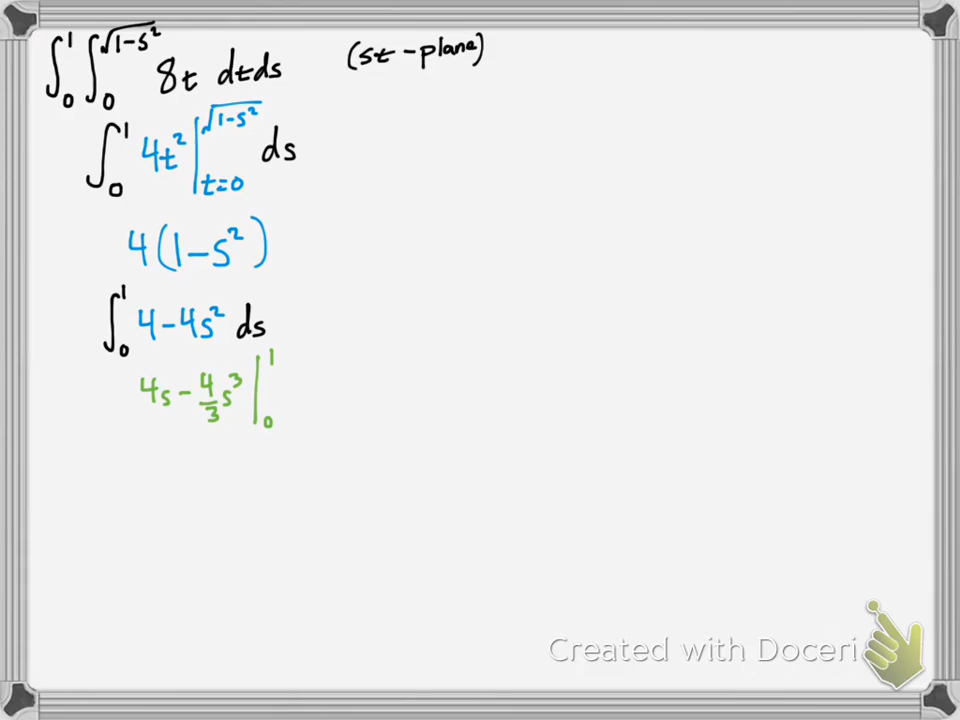 ∫₀¹ ∫₀^√(1-s²) 8t dt ds (st-plane)
∫₀¹ 4t² |_{t=0}^{√(1-s²)} ds
4(1-s²)
∫₀¹ 4-4s² ds
4s - 4/3 s³ |₀¹
Created with Doceri